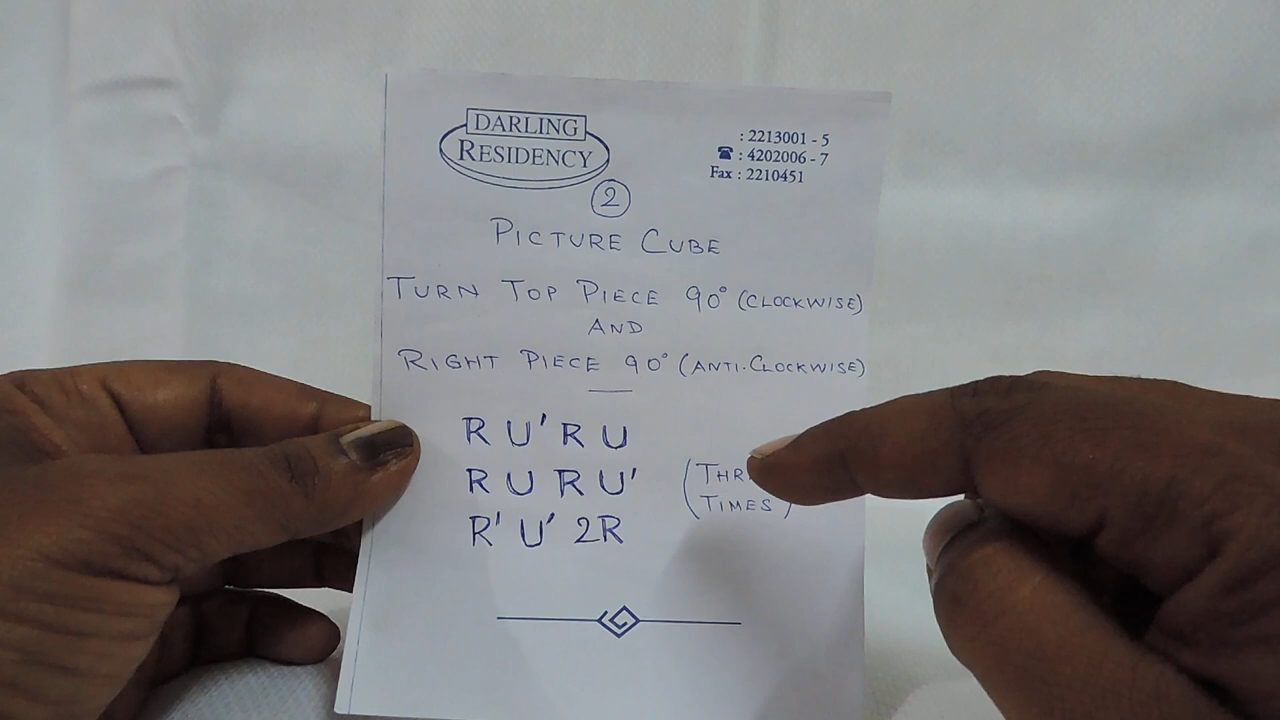 DARLING
RESIDENCY
: 2213001 - 5
☎ : 4202006 - 7
Fax : 2210451
2
PICTURE CUBE
TURN TOP PIECE 90° (CLOCKWISE)
AND
RIGHT PIECE 90° (ANTI.CLOCKWISE)
R U' R U
R U R U'
R' U' 2R
(
TIMES)